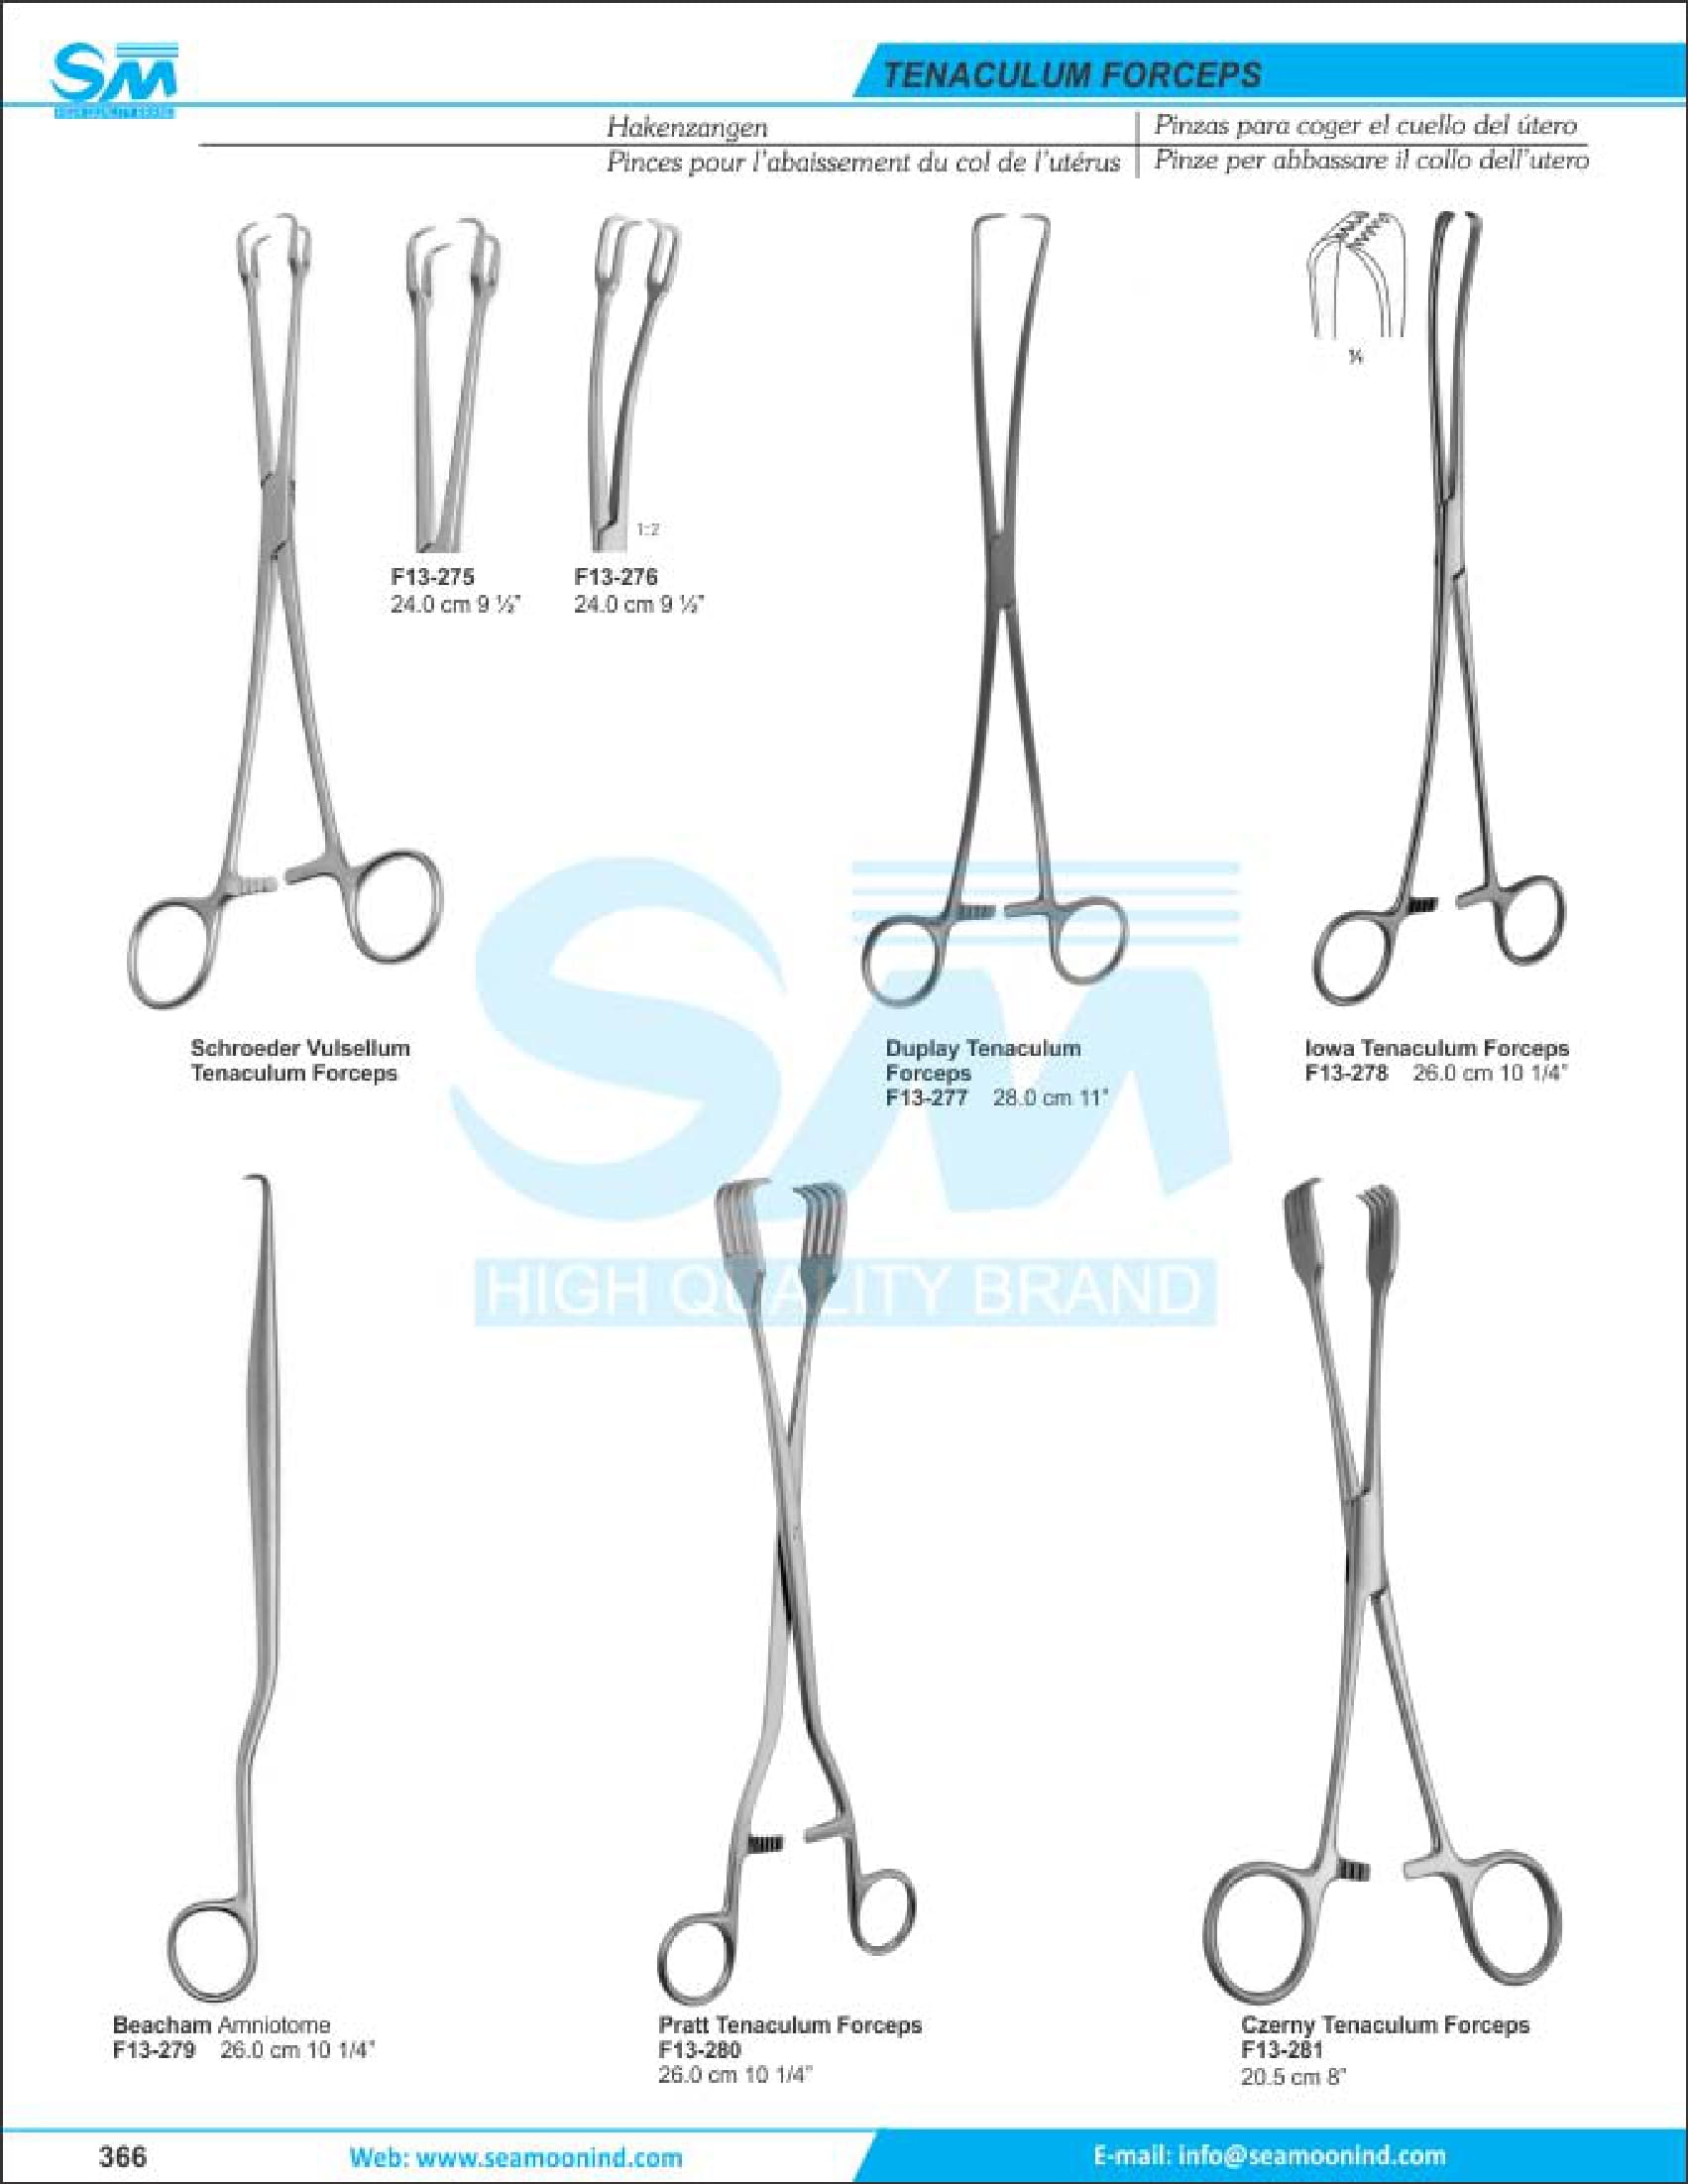 SM
HIGH QUALITY BRAND
TENACULUM FORCEPS
Hakenzangen
Pinces pour l'abaissement du col de l'utérus
Pinzas para coger el cuello del útero
Pinze per abbassare il collo dell'utero
1:2
F13-275
24.0 cm 9 ½"
F13-276
24.0 cm 9 ½"
Schroeder Vulsellum
Tenaculum Forceps
Duplay Tenaculum
Forceps
F13-277 28.0 cm 11"
Iowa Tenaculum Forceps
F13-278 26.0 cm 10 1/4"
SM
HIGH QUALITY BRAND
Beacham Amniotome
F13-279 26.0 cm 10 1/4"
Pratt Tenaculum Forceps
F13-280
26.0 cm 10 1/4"
Czerny Tenaculum Forceps
F13-281
20.5 cm 8"
366
Web: www.seamoonind.com
E-mail: info@seamoonind.com